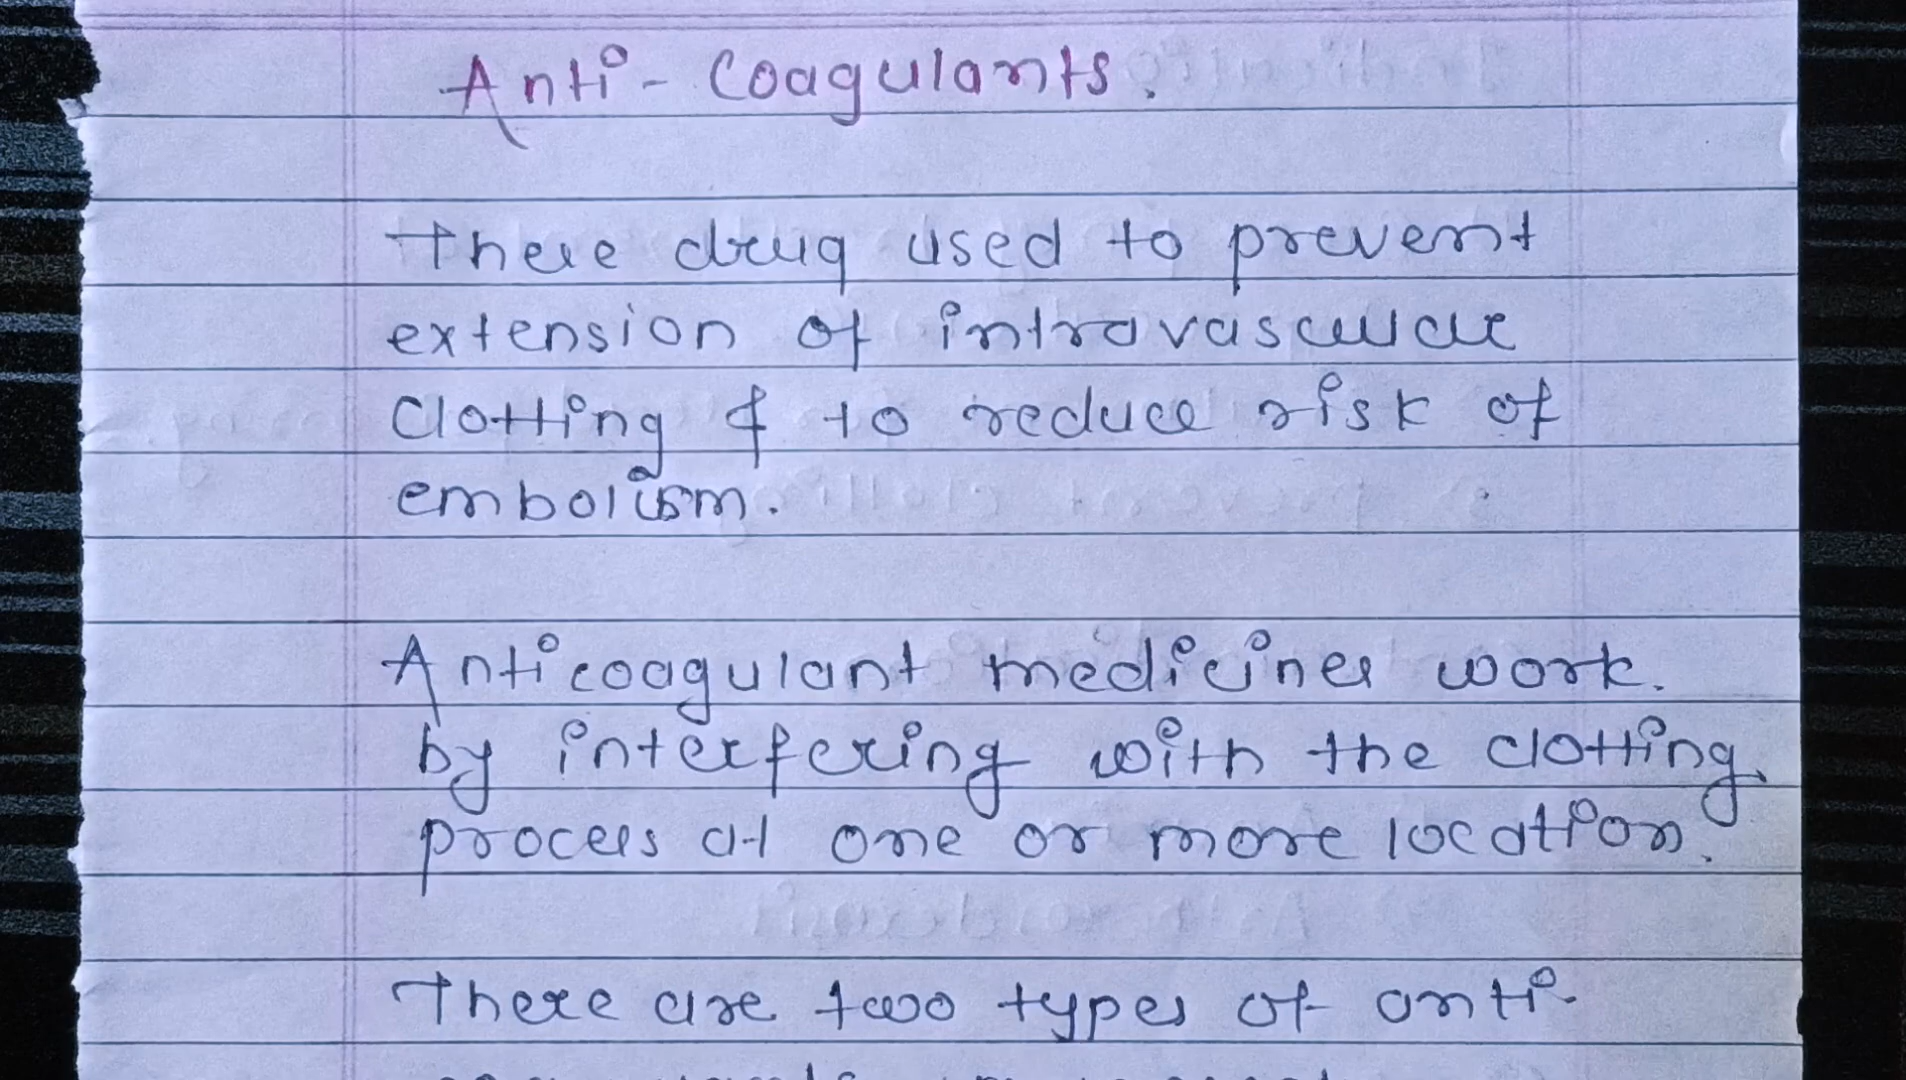 Anti-Coagulants.
These drug used to prevent
extension of intravascular
Clotting & to reduce risk of
embolism.
Anticoagulant medicines work.
by interfering with the clotting.
process at one or more location.
There are two types of anti-